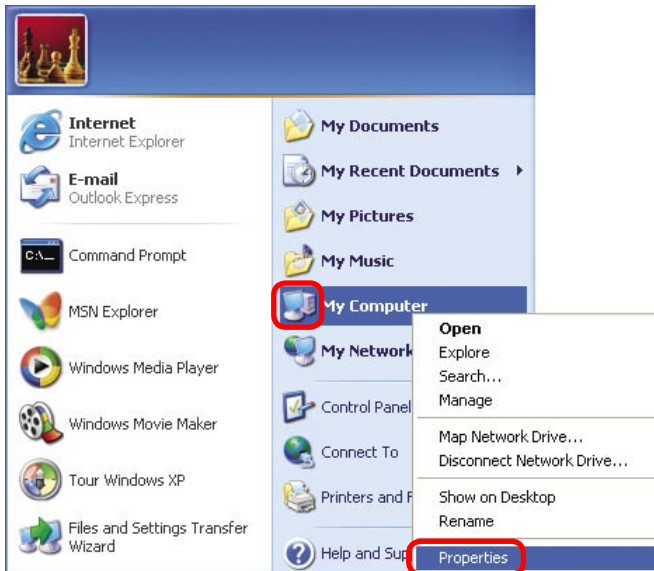 Internet
Internet Explorer
E-mail
Outlook Express
C:\_
Command Prompt
MSN Explorer
Windows Media Player
Windows Movie Maker
Tour Windows XP
Files and Settings Transfer
Wizard
My Documents
My Recent Documents
My Pictures
My Music
My Computer
My Network
Control Panel
Connect To
Printers and
Help and
Open
Explore
Search...
Manage
Map Network Drive...
Disconnect Network Drive...
Show on Desktop
Rename
Properties